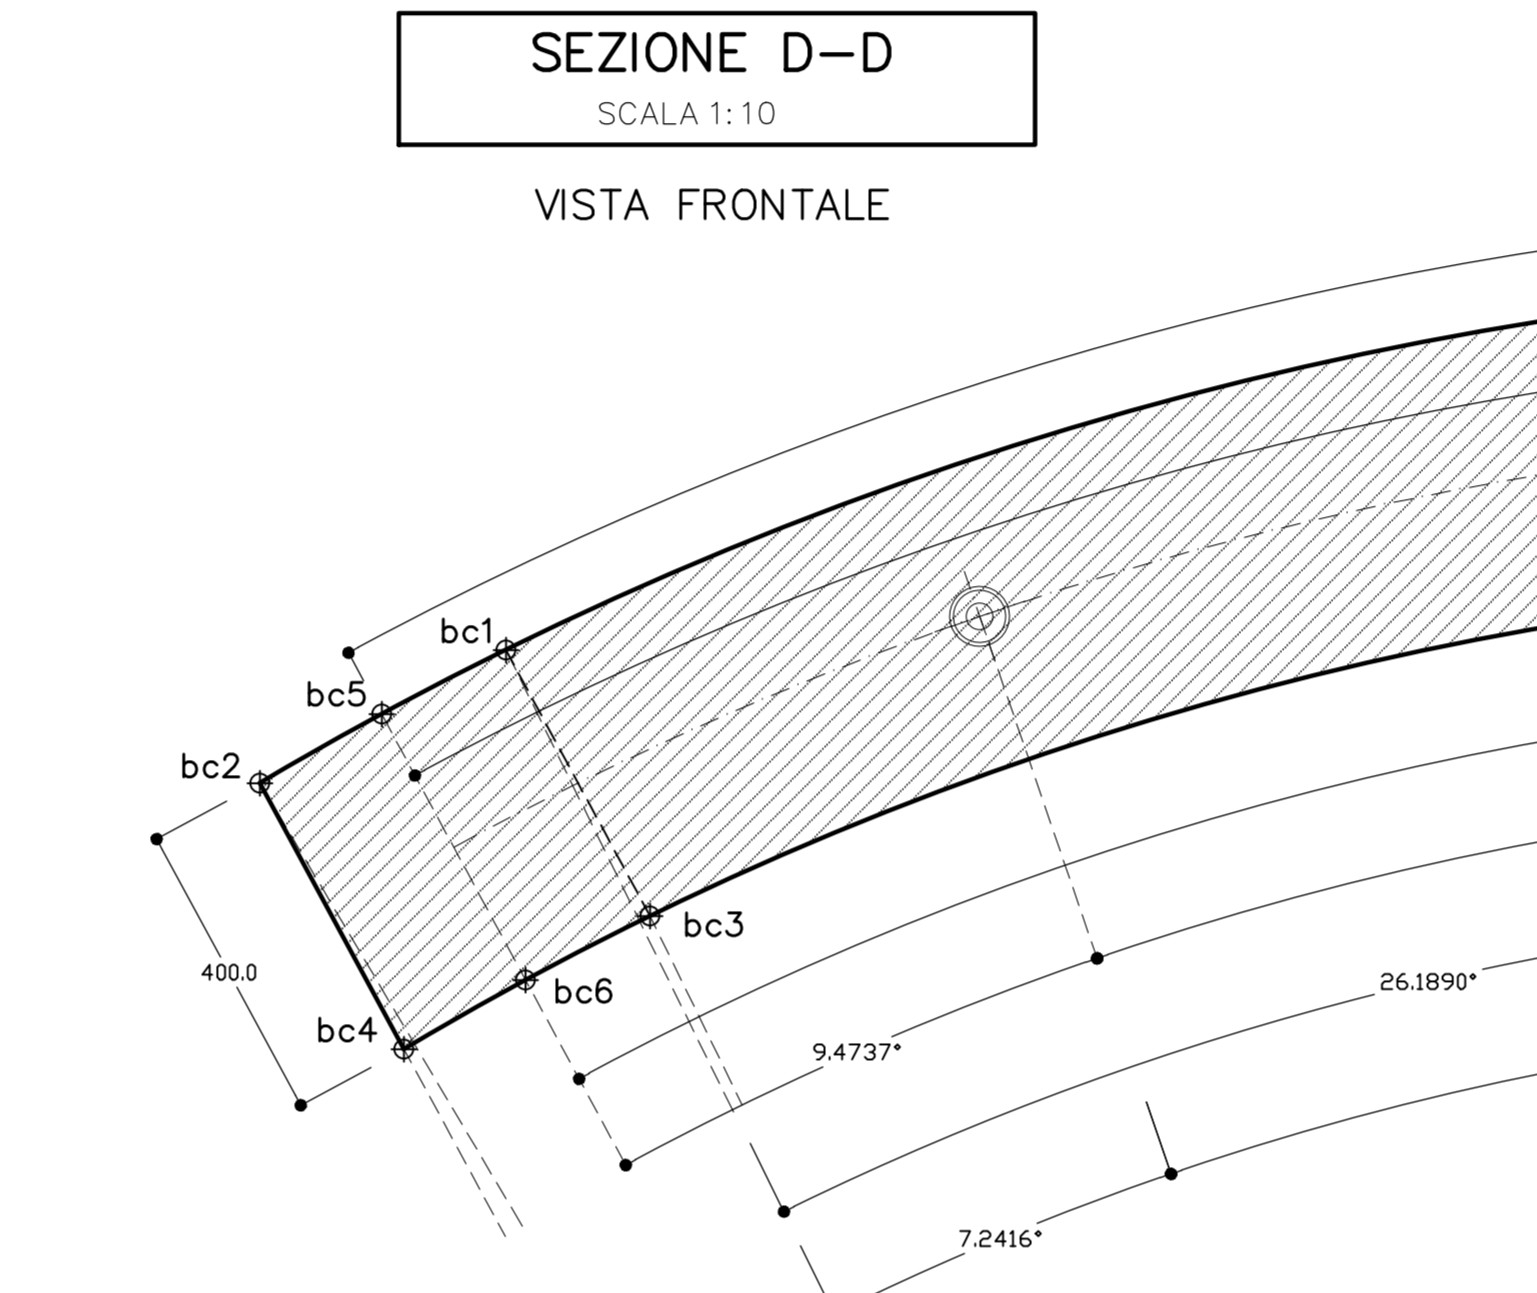 SEZIONE D-D
SCALA 1:10
VISTA FRONTALE
bc1
bc5
bc2
bc3
400.0
26.1890°
bc6
bc4
9.4737°
7.2416°